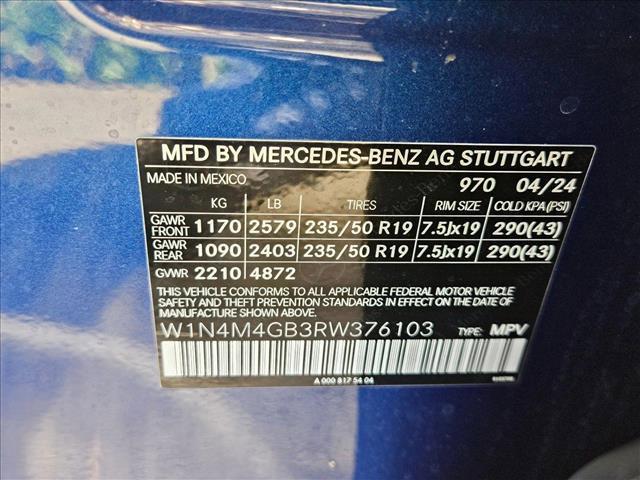 MFD BY MERCEDES-BENZ AG STUTTGART
MADE IN MEXICO 970 04/24
KG LB TIRES RIM SIZE COLD KPA(PSI)
GAWR FRONT 1170 2579 235/50 R19 7.5Jx19 290(43)
GAWR REAR 1090 2403 235/50 R19 7.5Jx19 290(43)
GVWR 2210 4872
THIS VEHICLE CONFORMS TO ALL APPLICABLE FEDERAL MOTOR VEHICLE
SAFETY AND THEFT PREVENTION STANDARDS IN EFFECT ON THE DATE OF
MANUFACTURE SHOWN ABOVE.
W1N4M4GB3RW376103 TYPE: MPV
A 000 817 54 04